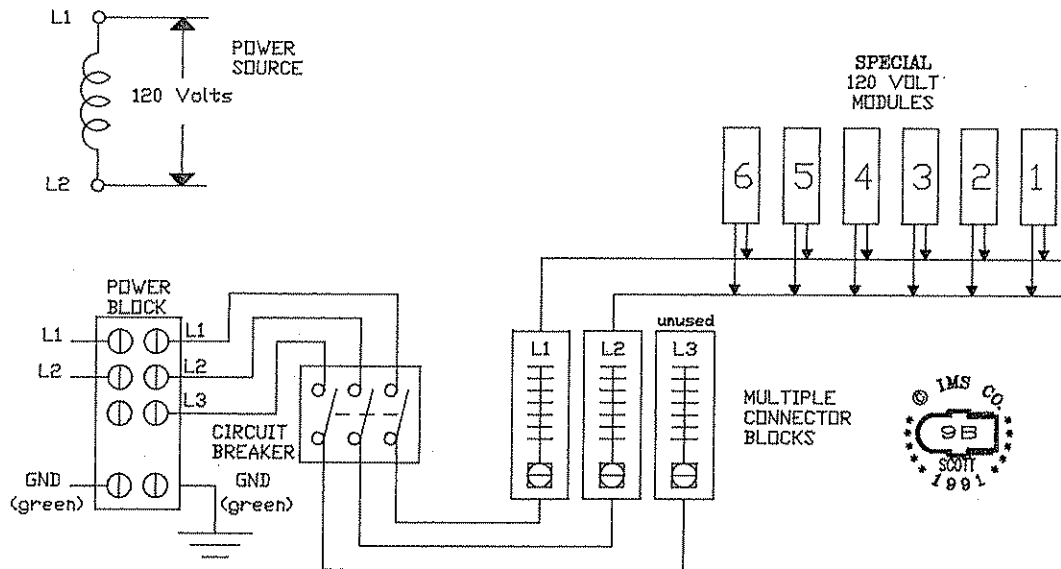 L1
POWER
SOURCE
120 Volts
L2
SPECIAL
120 VOLT
MODULES
6 5 4 3 2 1
POWER
BLOCK
L1 L1
L2 L2
L3
GND
(green)
GND
(green)
CIRCUIT
BREAKER
unused
L1 L2 L3
MULTIPLE
CONNECTOR
BLOCKS
© IMS CO.
9B
SCOTT
1991